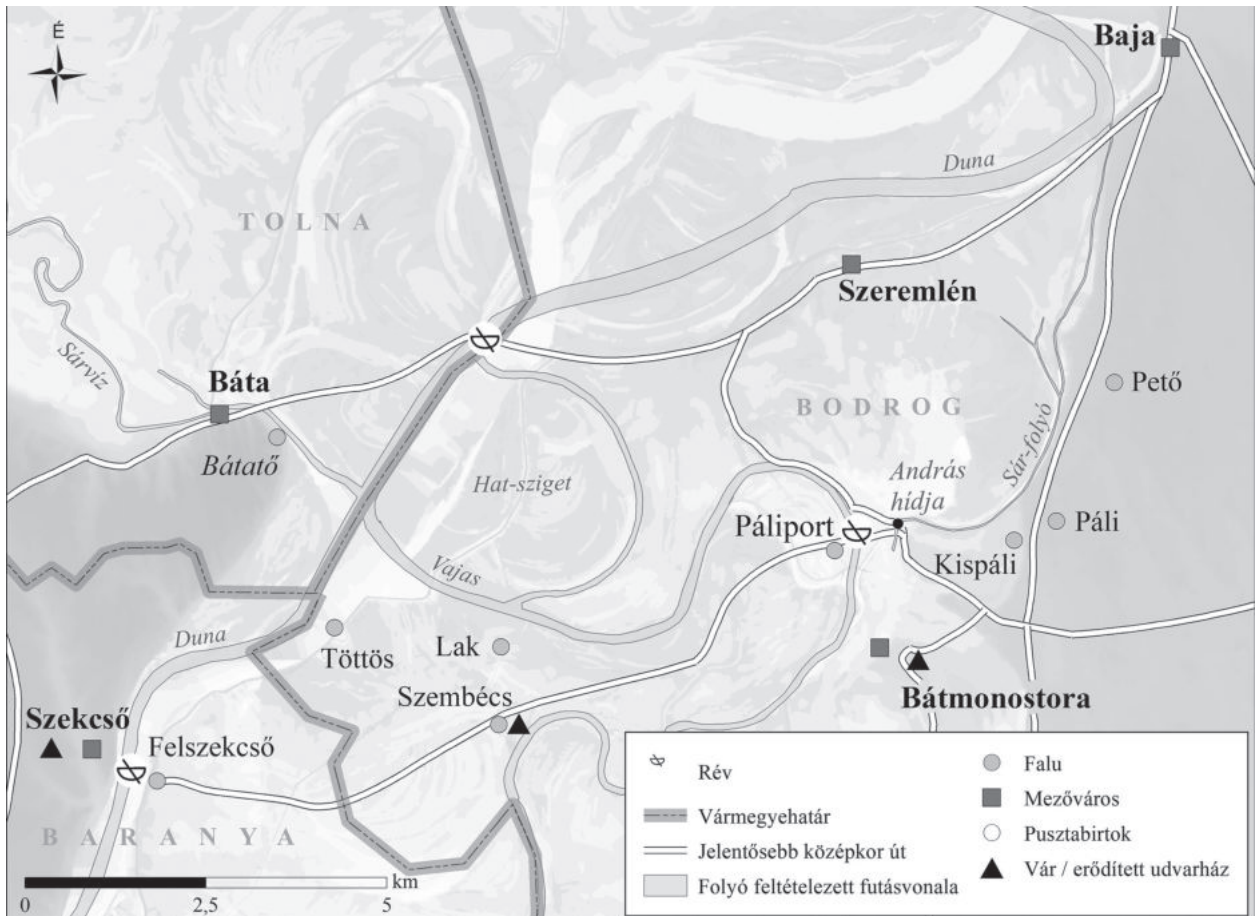 É
Baja
Duna
TOLNA
Szeremlén
Sárvíz
Báta
Bátatő
Pető
BODROG
Sár-folyó
Hat-sziget
András
hídja
Páliport
Páli
Kispáli
Vajas
Duna
Töttös
Lak
Szembécs
Bátmonostora
Szekcső
Felszekcső
BARANYA
km
0
2,5
5
Rév
Vármegyehatár
Jelentősebb középkor út
Folyó feltételezett futásvonala
Falu
Mezőváros
Pusztabirtok
Vár / erődített udvarház